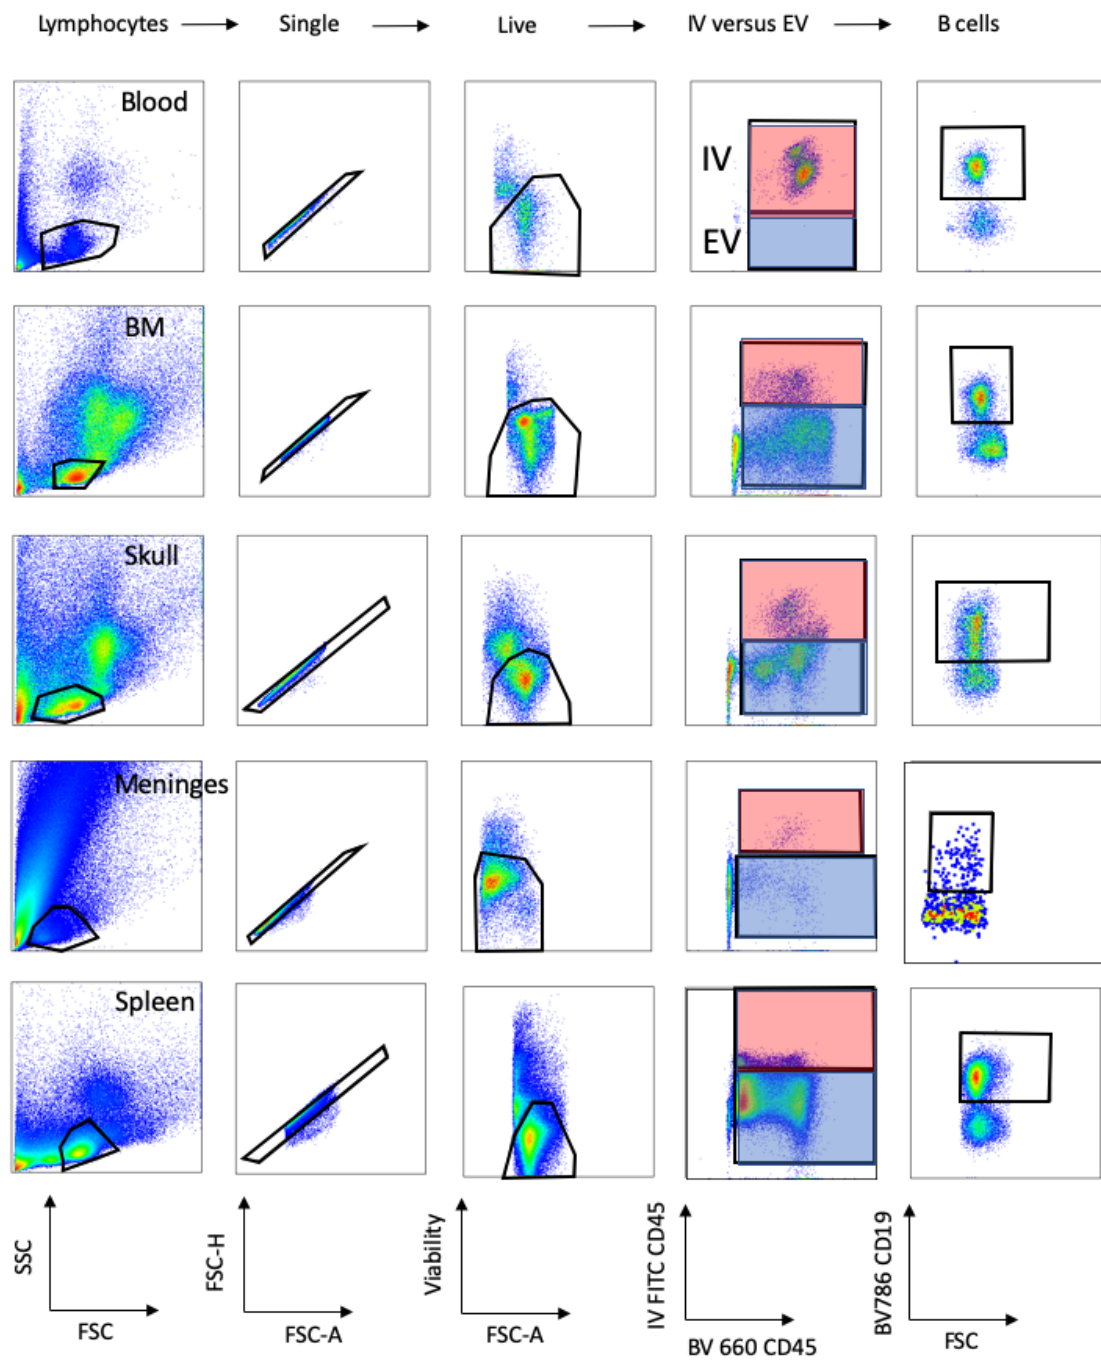 Lymphocytes Single Live IV versus EV B cells
Blood
IV
EV
BM
Skull
Meninges
Spleen
SSC
FSC
FSC-H
FSC-A
Viability
FSC-A
IV FITC CD45
BV 660 CD45
BV786 CD19
FSC